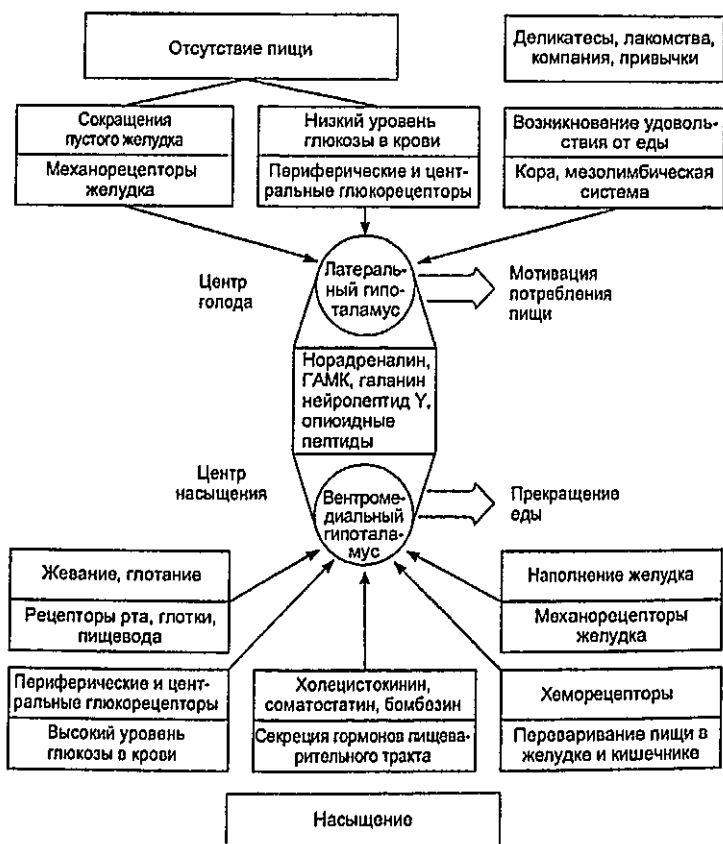 Отсутствие пищи
Деликатесы, лакомства,
компания, привычки
Сокращения
пустого желудка
Механорецепторы
желудка
Низкий уровень
глюкозы в крови
Периферические и цент-
ральные глюкорецепторы
Возникновение удоволь-
ствия от еды
Кора, мезолимбическая
система
Центр
голода
Латераль-
ный гипо-
таламус
Мотивация
потребления
пищи
Норадреналин,
ГАМК, галанин
нейролептид Y,
опиоидные
пептиды
Центр
насыщения
Вентроме-
диальный
гипотала-
мус
Прекращение
еды
Жевание, глотание
Рецепторы рта, глотки,
пищевода
Наполнение желудка
Механорецепторы
желудка
Периферические и цент-
ральные глюкорецепторы
Высокий уровень
глюкозы в крови
Холецистокинин,
соматостатин, бомбезин
Секреция гормонов пищева-
рительного тракта
Хеморецепторы
Переваривание пищи в
желудке и кишечнике
Насыщение